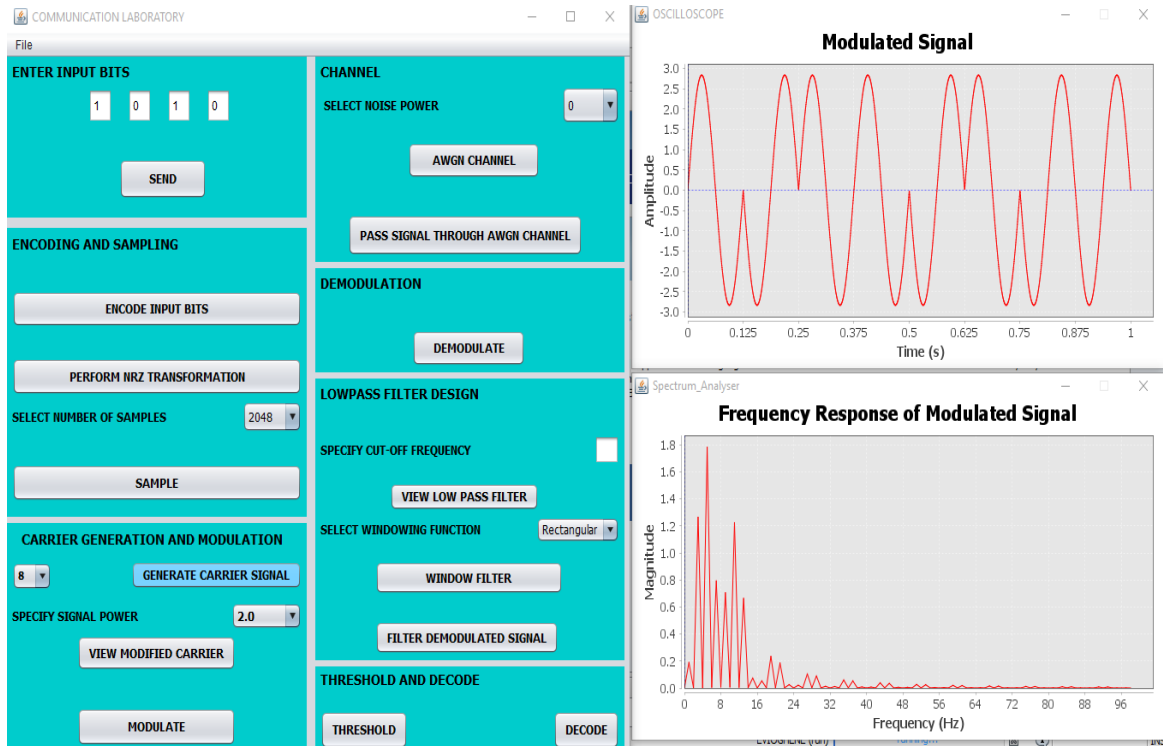 COMMUNICATION LABORATORY
File
ENTER INPUT BITS
1 0 1 0
SEND
ENCODING AND SAMPLING
ENCODE INPUT BITS
PERFORM NRZ TRANSFORMATION
SELECT NUMBER OF SAMPLES 2048
SAMPLE
CARRIER GENERATION AND MODULATION
8 GENERATE CARRIER SIGNAL
SPECIFY SIGNAL POWER 2.0
VIEW MODIFIED CARRIER
MODULATE
CHANNEL
SELECT NOISE POWER 0
AWGN CHANNEL
PASS SIGNAL THROUGH AWGN CHANNEL
DEMODULATION
DEMODULATE
LOWPASS FILTER DESIGN
SPECIFY CUT-OFF FREQUENCY
VIEW LOW PASS FILTER
SELECT WINDOWING FUNCTION Rectangular
WINDOW FILTER
FILTER DEMODULATED SIGNAL
THRESHOLD AND DECODE
THRESHOLD DECODE
OSCILLOSCOPE
Modulated Signal
Amplitude
3.0
2.5
2.0
1.5
1.0
0.5
0.0
-0.5
-1.0
-1.5
-2.0
-2.5
-3.0
0 0.125 0.25 0.375 0.5 0.625 0.75 0.875 1
Time (s)
Spectrum_Analyser
Frequency Response of Modulated Signal
Magnitude
1.8
1.6
1.4
1.2
1.0
0.8
0.6
0.4
0.2
0.0
0 8 16 24 32 40 48 56 64 72 80 88 96
Frequency (Hz)